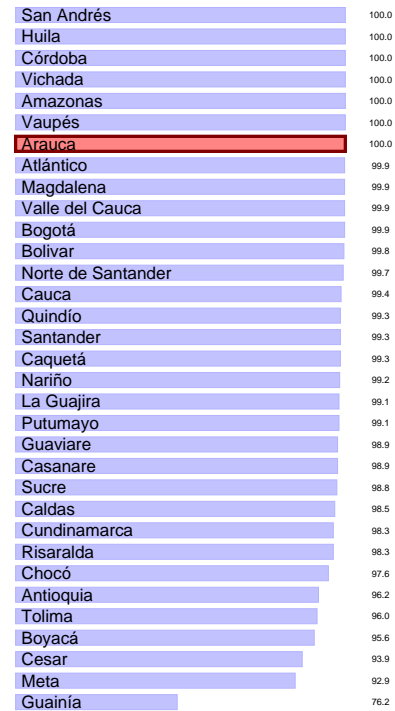 San Andrés 100.0
Huila 100.0
Córdoba 100.0
Vichada 100.0
Amazonas 100.0
Vaupés 100.0
Arauca 100.0
Atlántico 99.9
Magdalena 99.9
Valle del Cauca 99.9
Bogotá 99.9
Bolivar 99.8
Norte de Santander 99.7
Cauca 99.4
Quindío 99.3
Santander 99.3
Caquetá 99.3
Nariño 99.2
La Guajira 99.1
Putumayo 99.1
Guaviare 98.9
Casanare 98.9
Sucre 98.8
Caldas 98.5
Cundinamarca 98.3
Risaralda 98.3
Chocó 97.6
Antioquia 96.2
Tolima 96.0
Boyacá 95.6
Cesar 93.9
Meta 92.9
Guainía 76.2